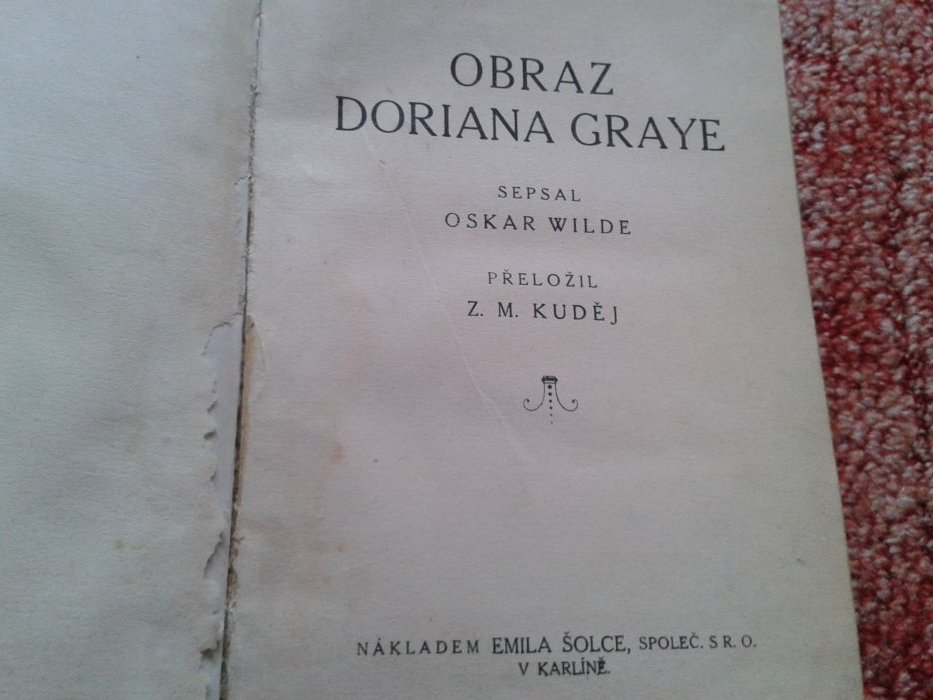 OBRAZ
DORIANA GRAYE
SEPSAL
OSKAR WILDE
PŘELOŽIL
Z. M. KUDĚJ
NÁKLADEM EMILA ŠOLCE, SPOLEČ. S R. O.
V KARLÍNĚ.